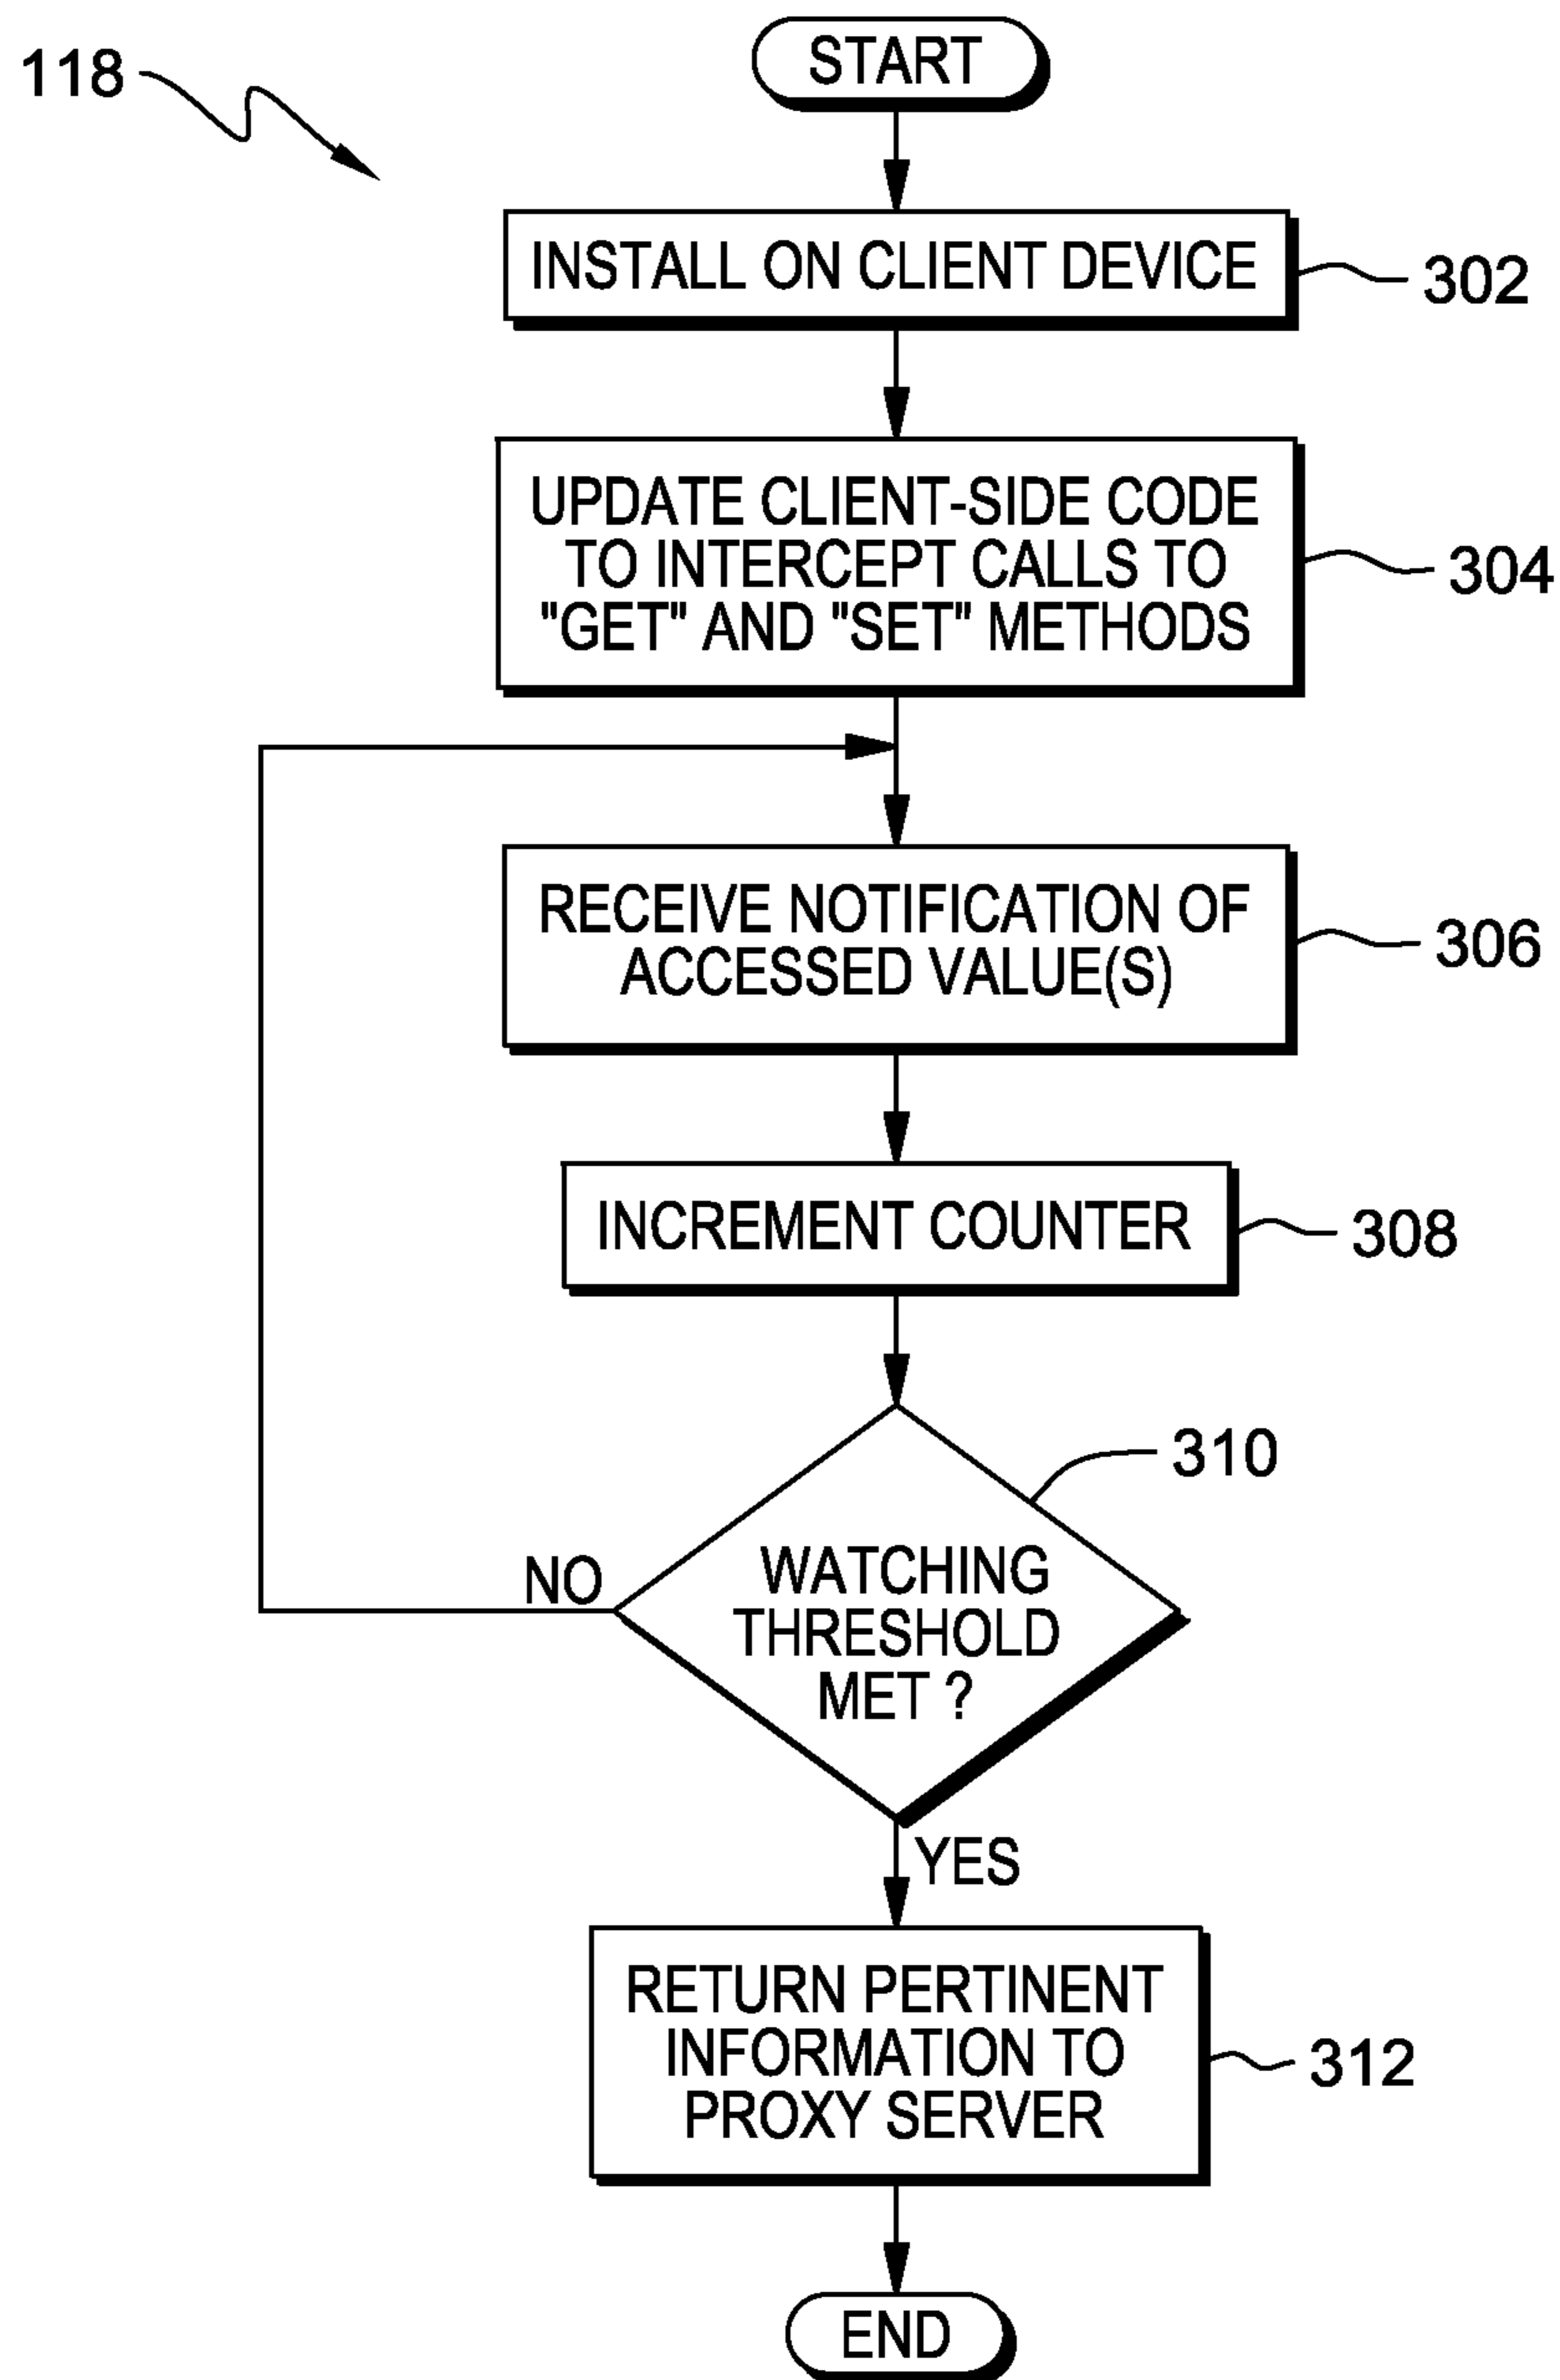 118
START
INSTALL ON CLIENT DEVICE
302
UPDATE CLIENT-SIDE CODE
TO INTERCEPT CALLS TO
"GET" AND "SET" METHODS
304
RECEIVE NOTIFICATION OF
ACCESSED VALUE(S)
306
INCREMENT COUNTER
308
310
WATCHING
THRESHOLD
MET ?
NO
YES
RETURN PERTINENT
INFORMATION TO
PROXY SERVER
312
END